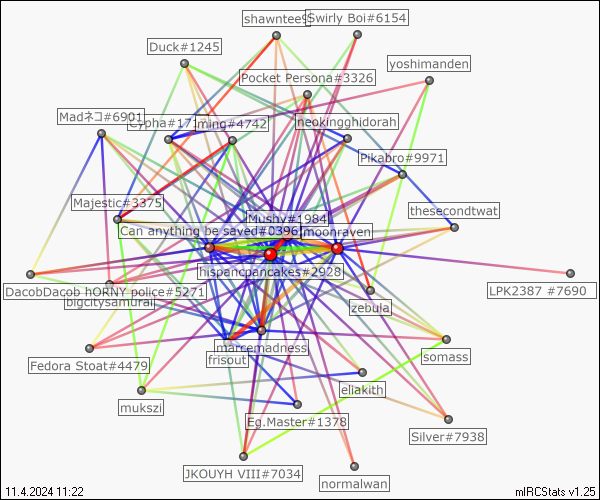 shawntee9
Swirly Boi#6154
Duck#1245
yoshimanden
Pocket Persona#3326
Madネコ#6901
Cypha#171
ming#4742
neokingghidorah
Pikabro#9971
Majestic#3375
Mushy#1984
thesecondtwat
Can anything be saved#0396
moonraven
hispancpancakes#2928
LPK2387 #7690
DacobDacob hORNY police#5271
bigcitysamurai
zebula
marcemadness
frisout
somass
Fedora Stoat#4479
eliakith
mukszi
Eg.Master#1378
Silver#7938
JKOUYH VIII#7034
normalwan
11.4.2024 11:22
mIRCStats v1.25